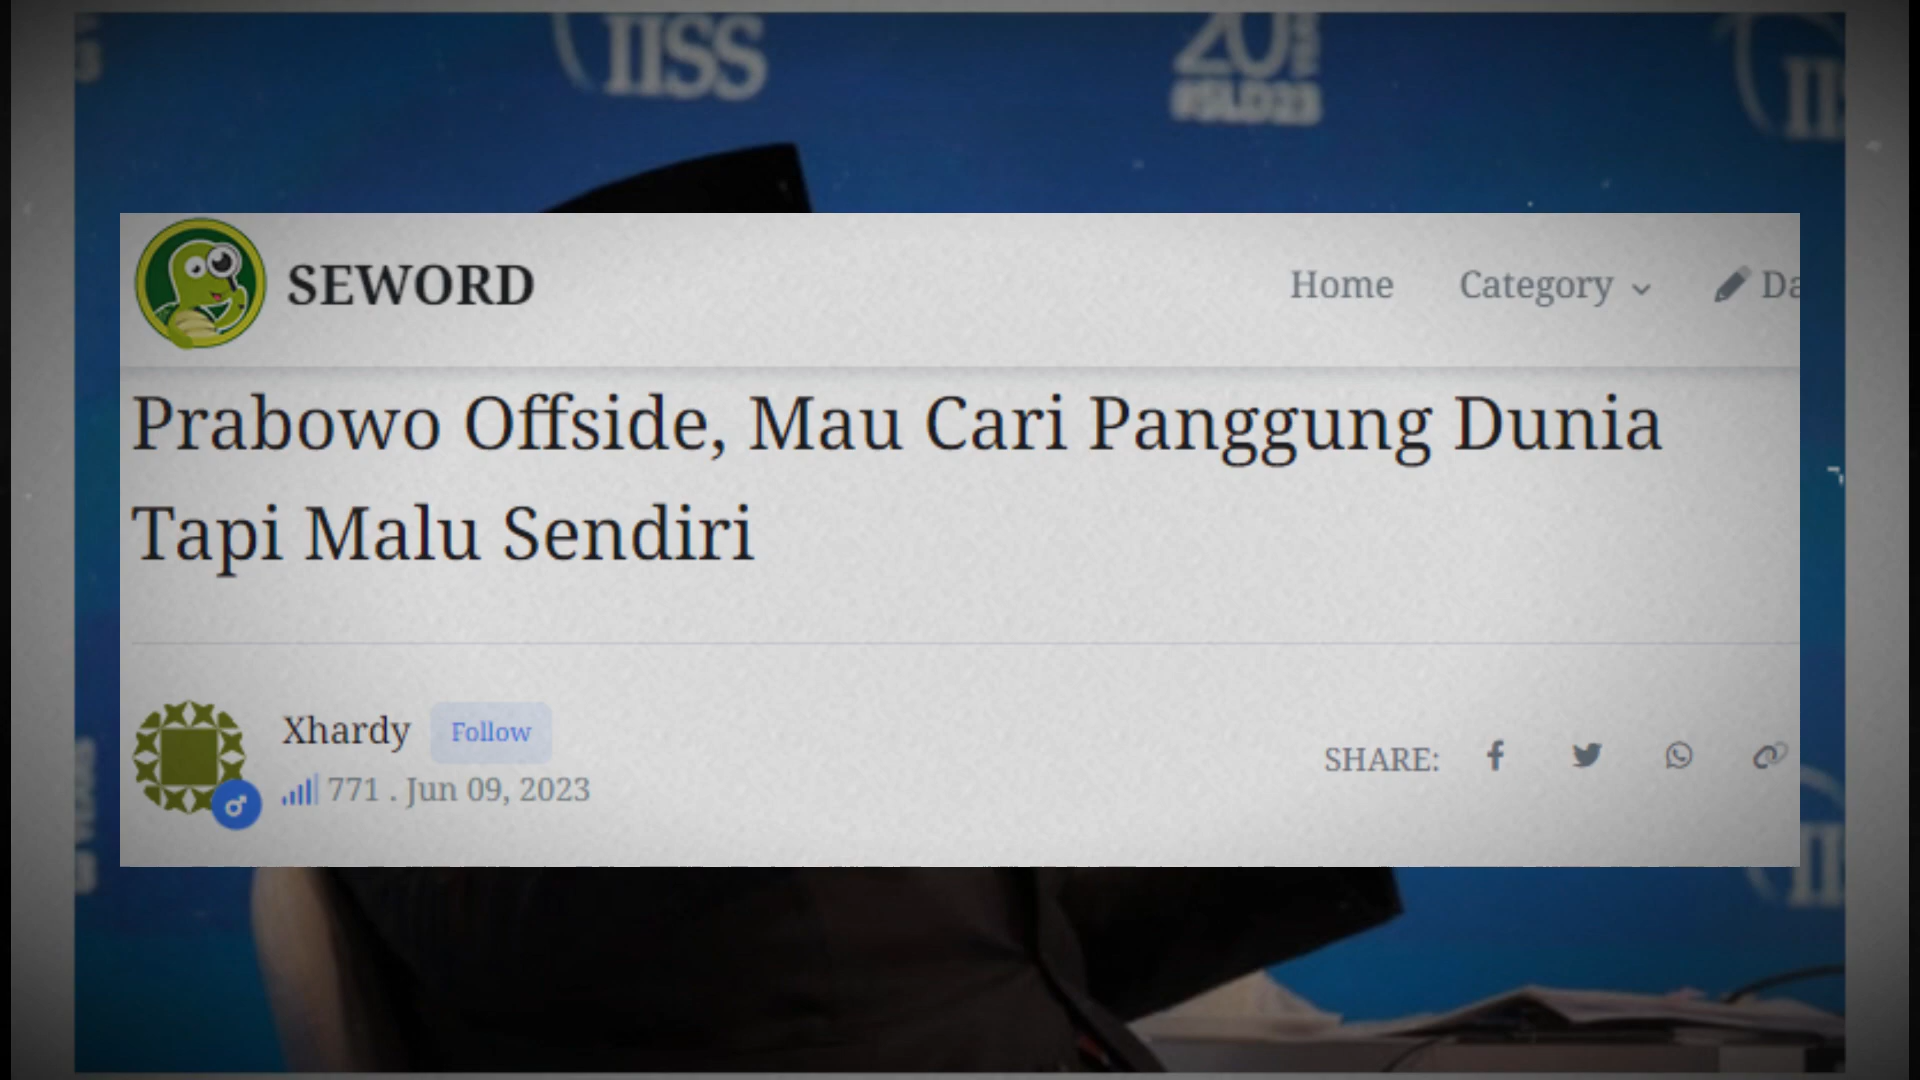 IISS
20
#SLD23
SEWORD
Home
Category
Prabowo Offside, Mau Cari Panggung Dunia
Tapi Malu Sendiri
Xhardy
Follow
771 . Jun 09, 2023
SHARE: